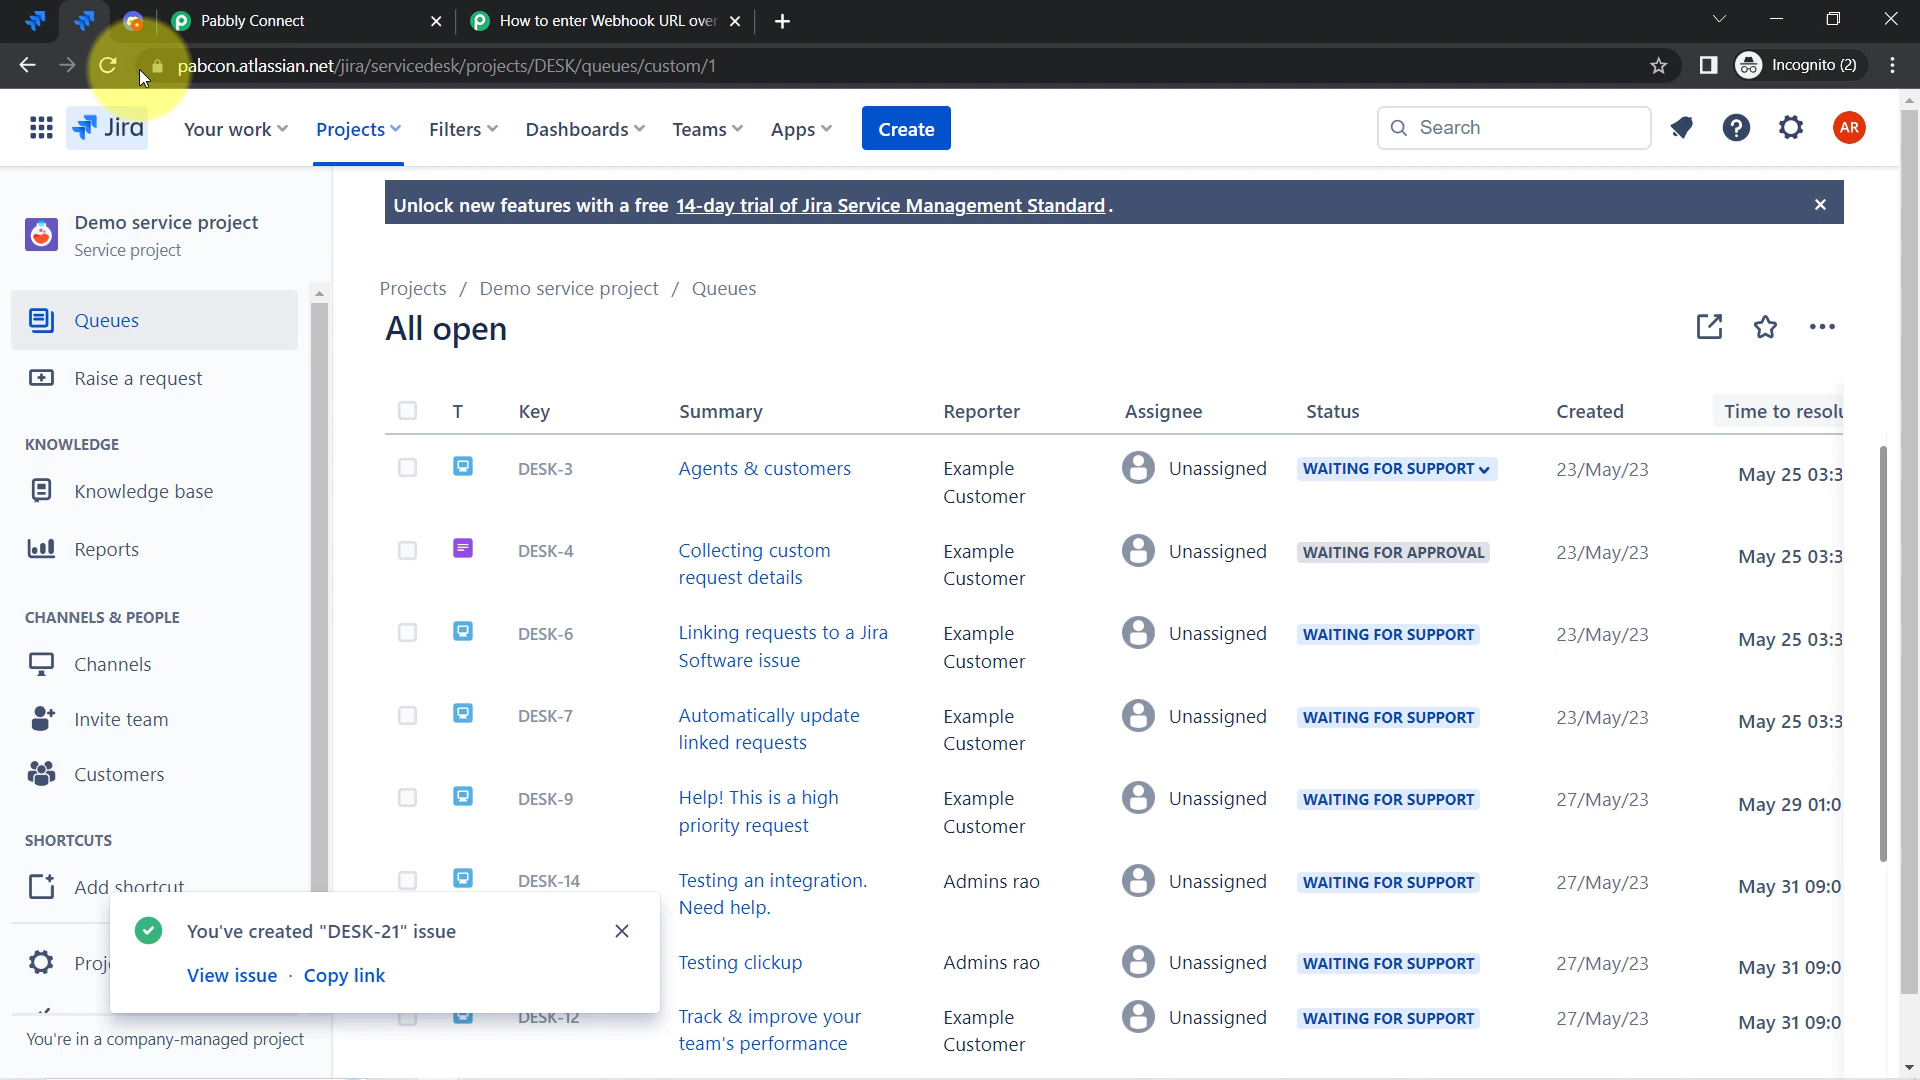 Pabbly Connect
How to enter Webhook URL over
pabcon.atlassian.net/jira/servicedesk/projects/DESK/queues/custom/1
Incognito (2)
Jira
Your work
Projects
Filters
Dashboards
Teams
Apps
Create
Search
AR
Demo service project
Service project
Unlock new features with a free 14-day trial of Jira Service Management Standard.
Queues
Raise a request
KNOWLEDGE
Knowledge base
Reports
CHANNELS & PEOPLE
Channels
Invite team
Customers
SHORTCUTS
Add shortcut
Proj
You're in a company-managed project
Projects / Demo service project / Queues
All open
T Key Summary Reporter Assignee Status Created Time to resolu
DESK-3 Agents & customers Example Unassigned WAITING FOR SUPPORT 23/May/23 May 25 03:3
Customer
DESK-4 Collecting custom Example Unassigned WAITING FOR APPROVAL 23/May/23 May 25 03:3
request details Customer
DESK-6 Linking requests to a Jira Example Unassigned WAITING FOR SUPPORT 23/May/23 May 25 03:3
Software issue Customer
DESK-7 Automatically update Example Unassigned WAITING FOR SUPPORT 23/May/23 May 25 03:3
linked requests Customer
DESK-9 Help! This is a high Example Unassigned WAITING FOR SUPPORT 27/May/23 May 29 01:0
priority request Customer
DESK-14 Testing an integration. Admins rao Unassigned WAITING FOR SUPPORT 27/May/23 May 31 09:0
Need help.
Testing clickup Admins rao Unassigned WAITING FOR SUPPORT 27/May/23 May 31 09:0
DESK-12 Track & improve your Example Unassigned WAITING FOR SUPPORT 27/May/23 May 31 09:0
team's performance Customer
You've created "DESK-21" issue
View issue · Copy link